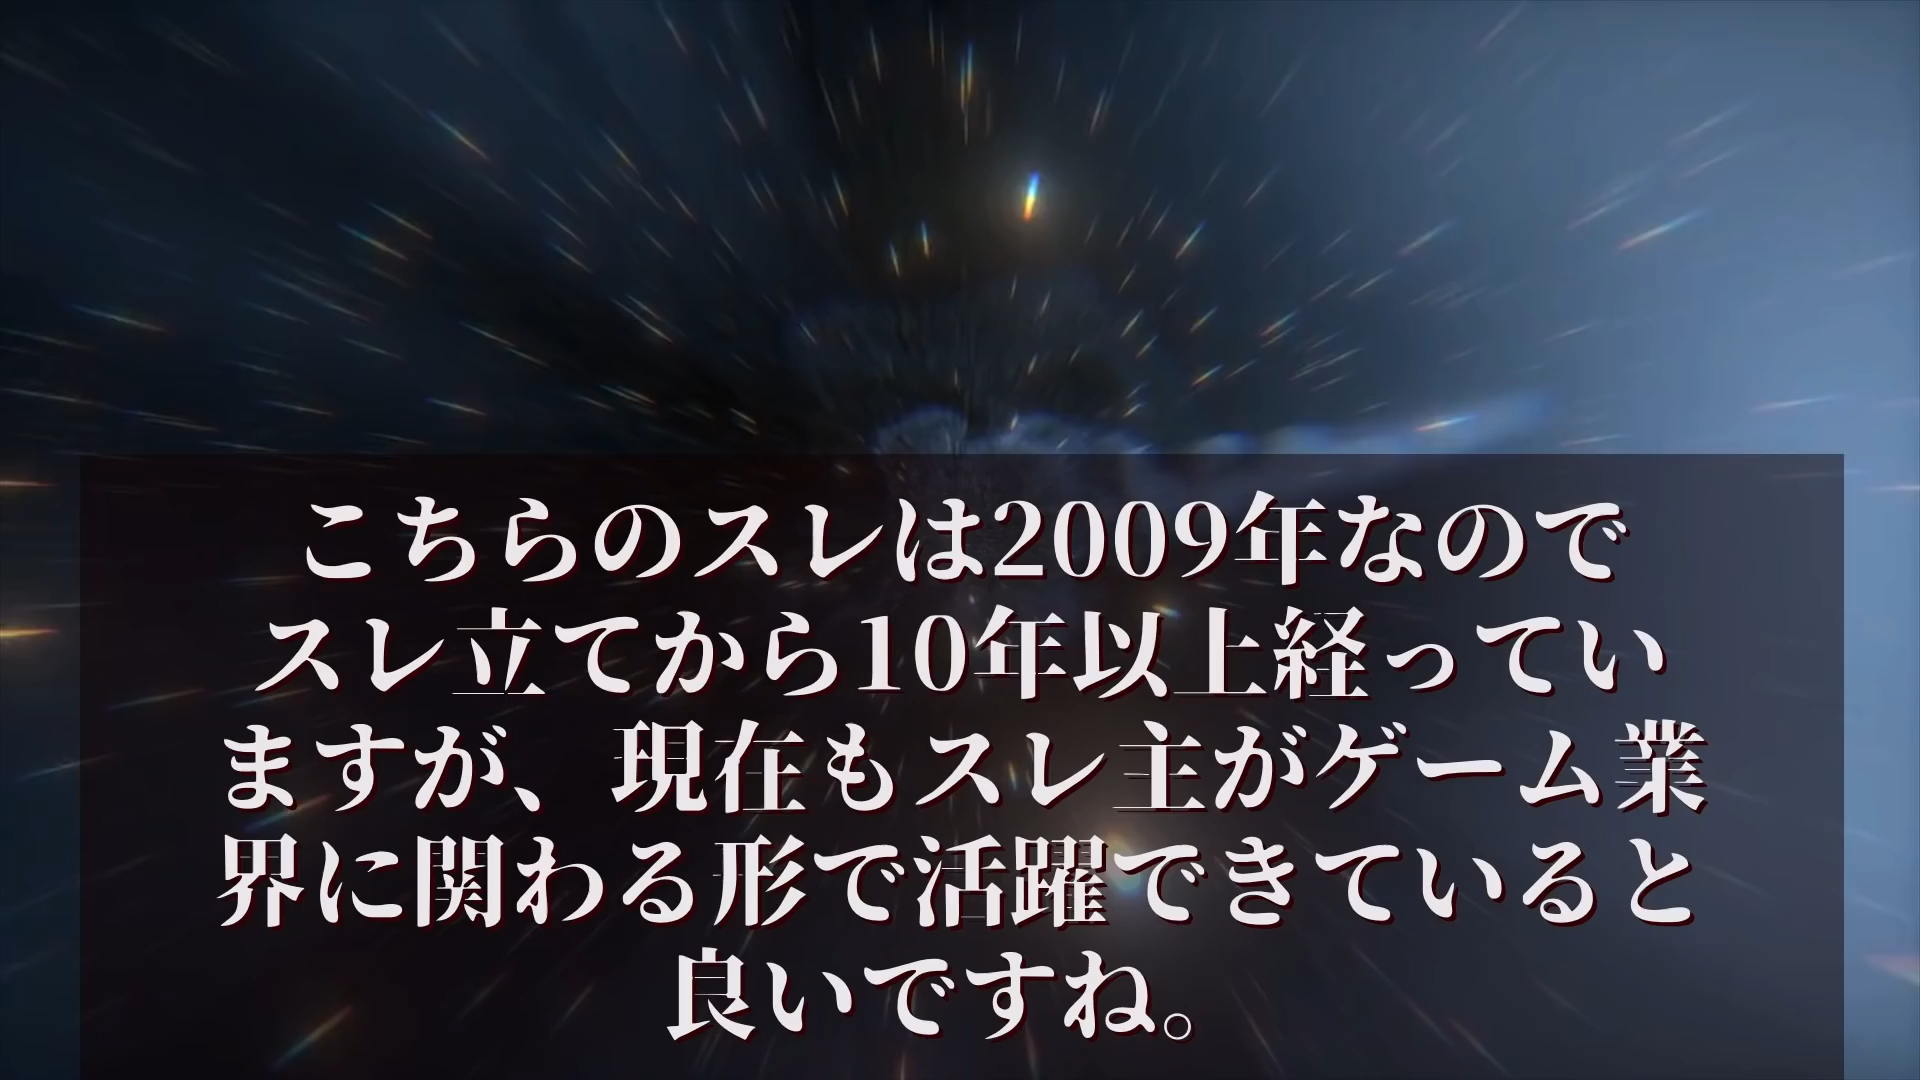 こちらのスレは2009年なので
スレ立てから10年以上経ってい
ますが、現在もスレ主がゲーム業
界に関わる形で活躍できていると
良いですね。